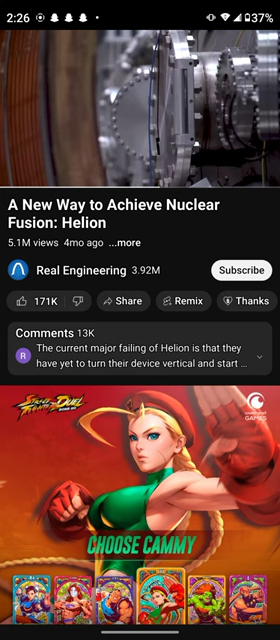 2:26
37%
A New Way to Achieve Nuclear
Fusion: Helion
5.1M views 4mo ago ...more
Real Engineering 3.92M
Subscribe
171K
Share
Remix
Thanks
Comments 13K
R
The current major failing of Helion is that they
have yet to turn their device vertical and start ...
STREET FIGHTER DUEL
GAMES
CHOOSE CAMMY